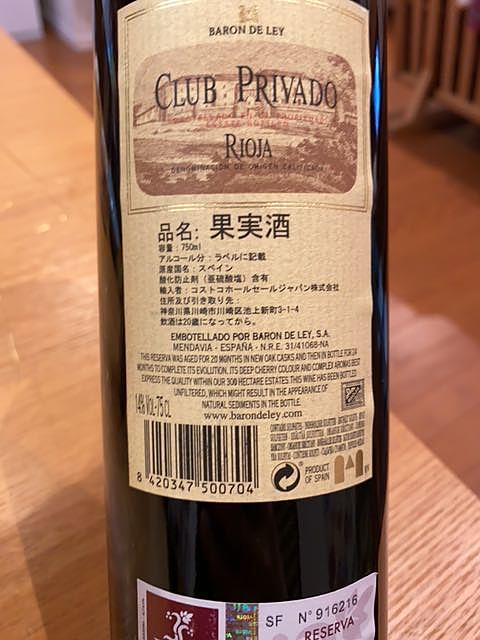 BARON DE LEY
CLUB PRIVADO
RIOJA
DENOMINACIÓN DE ORIGEN CALIFICADA
品名: 果実酒
容量：750ml
アルコール分：ラベルに記載
原産国名：スペイン
酸化防止剤（亜硫酸塩）含有
輸入者：コストコホールセールジャパン株式会社
住所及び引き取り先：
神奈川県川崎市川崎区池上新町3-1-4
飲酒は20歳になってから。
EMBOTELLADO POR BARON DE LEY, S.A.
MENDAVIA - ESPAÑA - N.R.E. 31/41068-NA
THIS RESERVA WAS AGED FOR 20 MONTHS IN NEW OAK CASKS AND THEN IN BOTTLE FOR 24
MONTHS TO COMPLETE ITS EVOLUTION. ITS DEEP CHERRY COLOUR AND COMPLEX AROMAS BEST
EXPRESS THE QUALITY WITHIN OUR 300 HECTARE ESTATES. THIS WINE HAS BEEN BOTTLED
UNFILTERED, WHICH MIGHT RESULT IN THE APPEARANCE OF
NATURAL SEDIMENTS IN THE BOTTLE.
14% VOL-75 CL
www.barondeley.com
8 420347 500704
PRODUCT
OF SPAIN
SF N° 916216
RESERVA